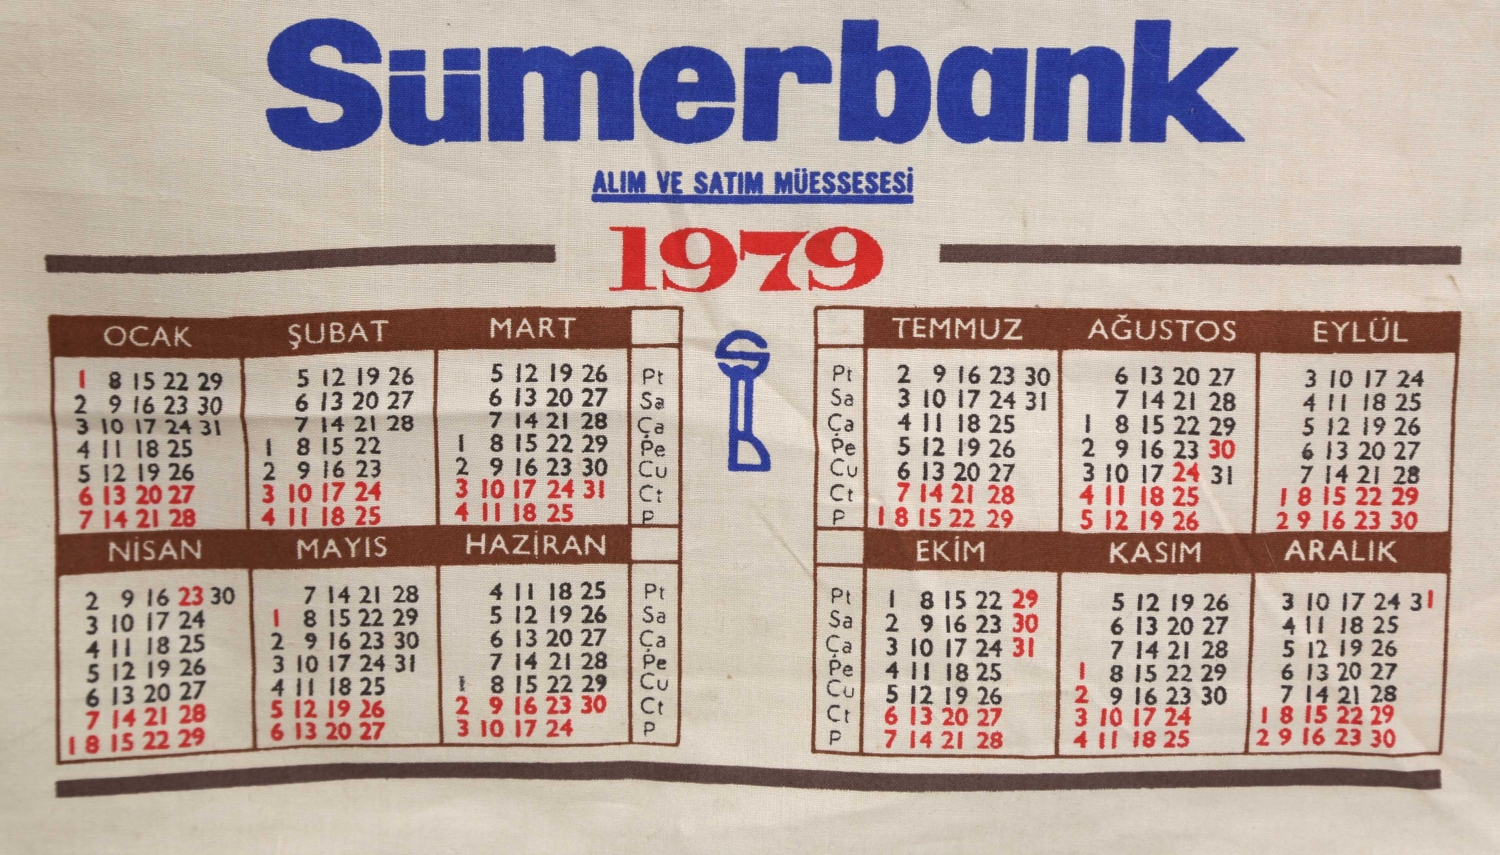 Sümerbank
ALIM VE SATIM MÜESSESESİ
1979
OCAK ŞUBAT MART
1 8 15 22 29 5 12 19 26 5 12 19 26 Pt
2 9 16 23 30 6 13 20 27 6 13 20 27 Sa
3 10 17 24 31 7 14 21 28 7 14 21 28 Ça
4 11 18 25 1 8 15 22 1 8 15 22 29 Pe
5 12 19 26 2 9 16 23 2 9 16 23 30 Cu
6 13 20 27 3 10 17 24 3 10 17 24 31 Ct
7 14 21 28 4 11 18 25 4 11 18 25 P
NİSAN MAYIS HAZİRAN
2 9 16 23 30 7 14 21 28 4 11 18 25 Pt
3 10 17 24 1 8 15 22 29 5 12 19 26 Sa
4 11 18 25 2 9 16 23 30 6 13 20 27 Ça
5 12 19 26 3 10 17 24 31 7 14 21 28 Pe
6 13 20 27 4 11 18 25 1 8 15 22 29 Cu
7 14 21 28 5 12 19 26 2 9 16 23 30 Ct
1 8 15 22 29 6 13 20 27 3 10 17 24 P
TEMMUZ AĞUSTOS EYLÜL
Pt 2 9 16 23 30 6 13 20 27 3 10 17 24
Sa 3 10 17 24 31 7 14 21 28 4 11 18 25
Ça 4 11 18 25 1 8 15 22 29 5 12 19 26
Pe 5 12 19 26 2 9 16 23 30 6 13 20 27
Cu 6 13 20 27 3 10 17 24 31 7 14 21 28
Ct 7 14 21 28 4 11 18 25 1 8 15 22 29
P 1 8 15 22 29 5 12 19 26 2 9 16 23 30
EKİM KASIM ARALIK
Pt 1 8 15 22 29 5 12 19 26 3 10 17 24 31
Sa 2 9 16 23 30 6 13 20 27 4 11 18 25
Ça 3 10 17 24 31 7 14 21 28 5 12 19 26
Pe 4 11 18 25 1 8 15 22 29 6 13 20 27
Cu 5 12 19 26 2 9 16 23 30 7 14 21 28
Ct 6 13 20 27 3 10 17 24 1 8 15 22 29
P 7 14 21 28 4 11 18 25 2 9 16 23 30